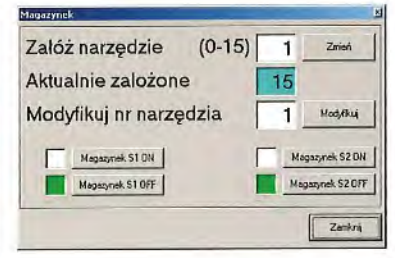 Magazynek
Załóż narzędzie (0-15) 1 Zmień
Aktualnie załozone 15
Modyfikuj nr narzędzia 1 Modyfikuj
Magazynek S1 ON Magazynek S2 ON
Magazynek S1 OFF Magazynek S2 OFF
Zamknij